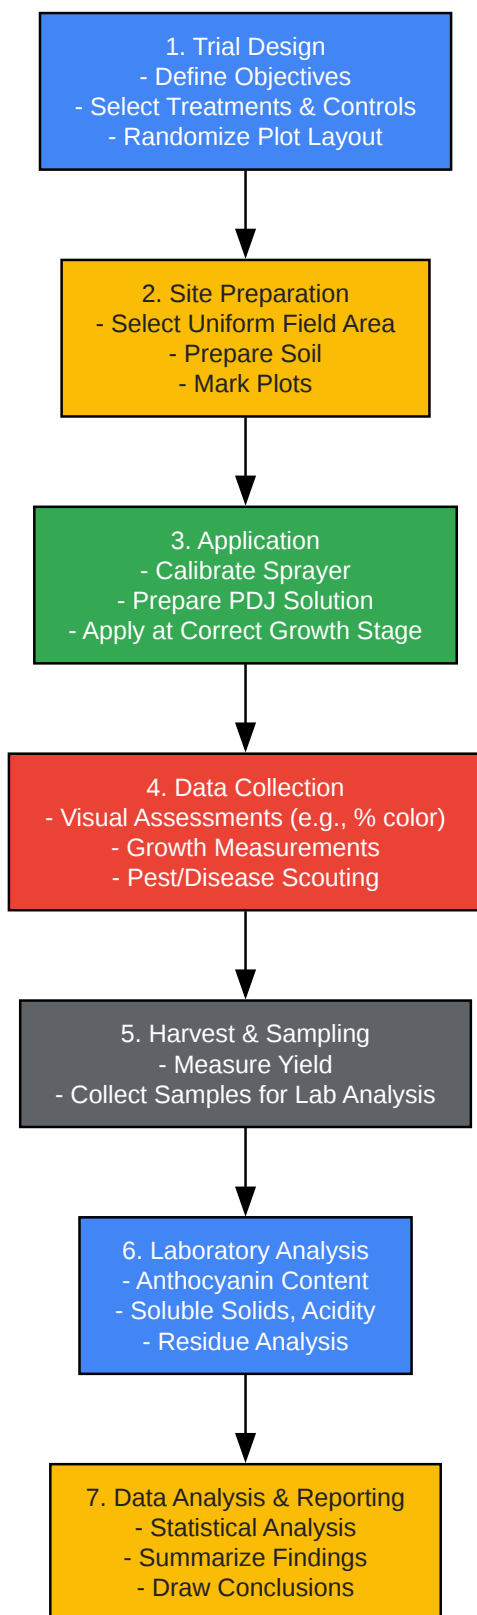 1. Trial Design
- Define Objectives
- Select Treatments & Controls
- Randomize Plot Layout
2. Site Preparation
- Select Uniform Field Area
- Prepare Soil
- Mark Plots
3. Application
- Calibrate Sprayer
- Prepare PDJ Solution
- Apply at Correct Growth Stage
4. Data Collection
- Visual Assessments (e.g., % color)
- Growth Measurements
- Pest/Disease Scouting
5. Harvest & Sampling
- Measure Yield
- Collect Samples for Lab Analysis
6. Laboratory Analysis
- Anthocyanin Content
- Soluble Solids, Acidity
- Residue Analysis
7. Data Analysis & Reporting
- Statistical Analysis
- Summarize Findings
- Draw Conclusions